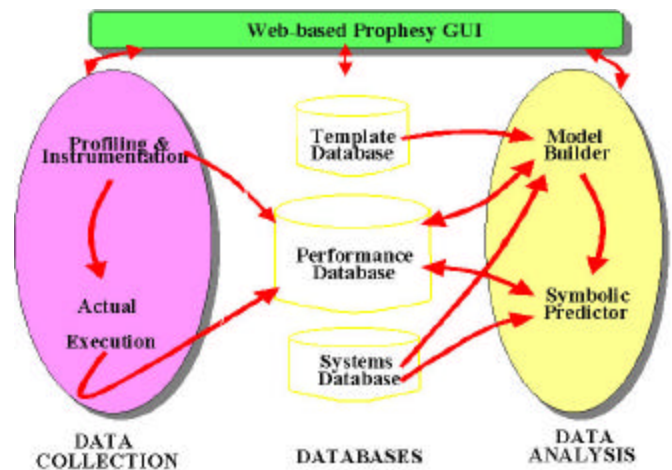 Web-based Prophesy GUI
Profiling &
Instrumentation
Actual
Execution
Template
Database
Performance
Database
Systems
Database
Model
Builder
Symbolic
Predictor
DATA
COLLECTION
DATABASES
DATA
ANALYSIS